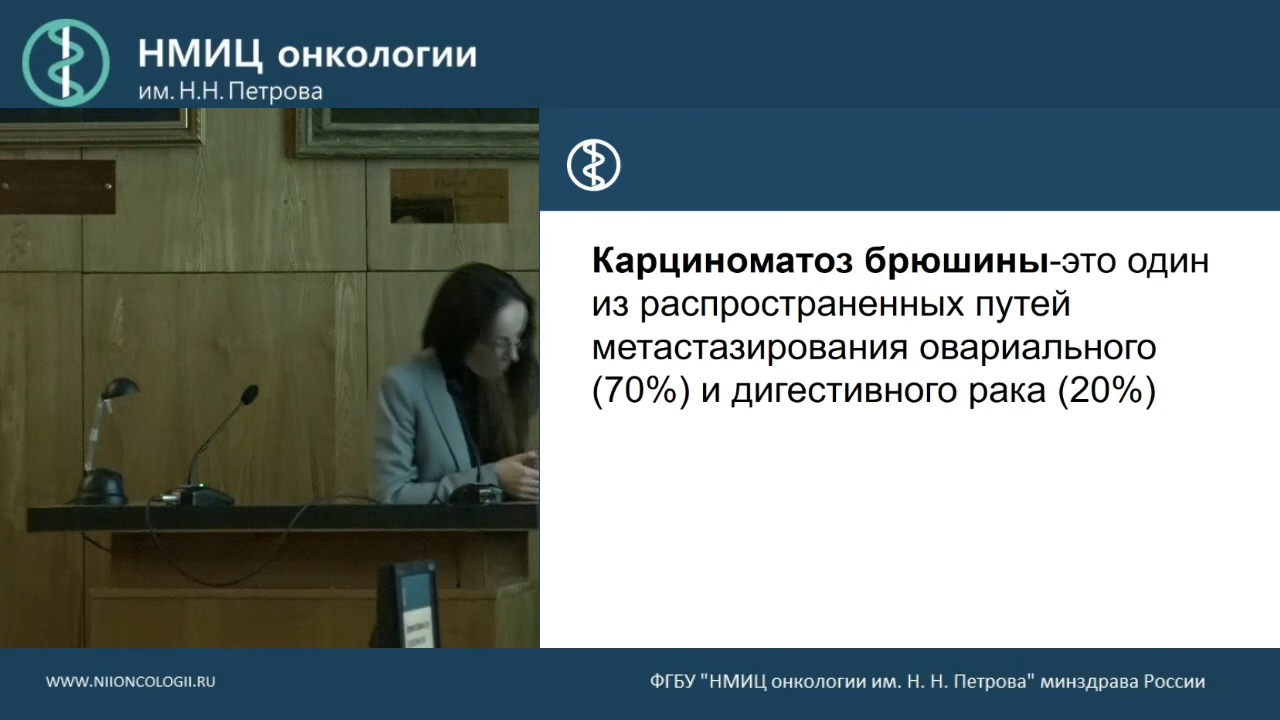 НМИЦ онкологии
им. Н.Н. Петрова
Карциноматоз брюшины-это один
из распространенных путей
метастазирования овариального
(70%) и дигестивного рака (20%)
WWW.NIIONCOLOGII.RU
ФГБУ "НМИЦ онкологии им. Н. Н. Петрова" минздрава России